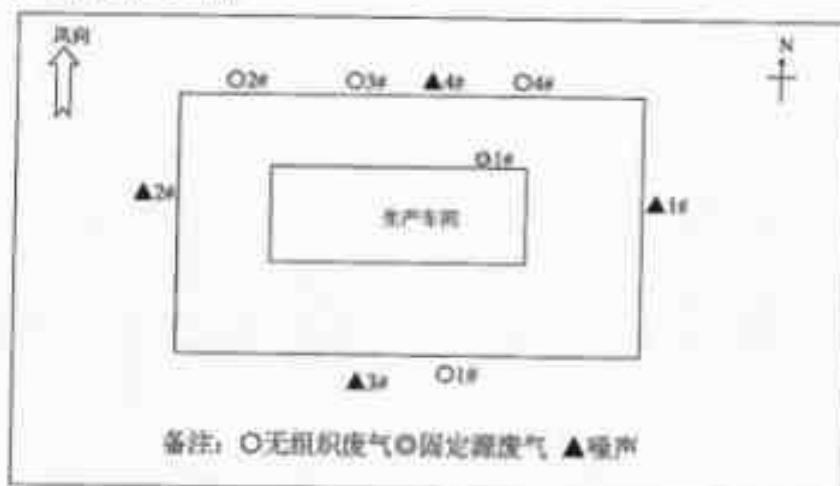 风向
N
○2# ○3# ▲4# ○4#
◎1#
▲2# 生产车间 ▲1#
▲3# ○1#
备注：○无组织废气◎固定源废气 ▲噪声